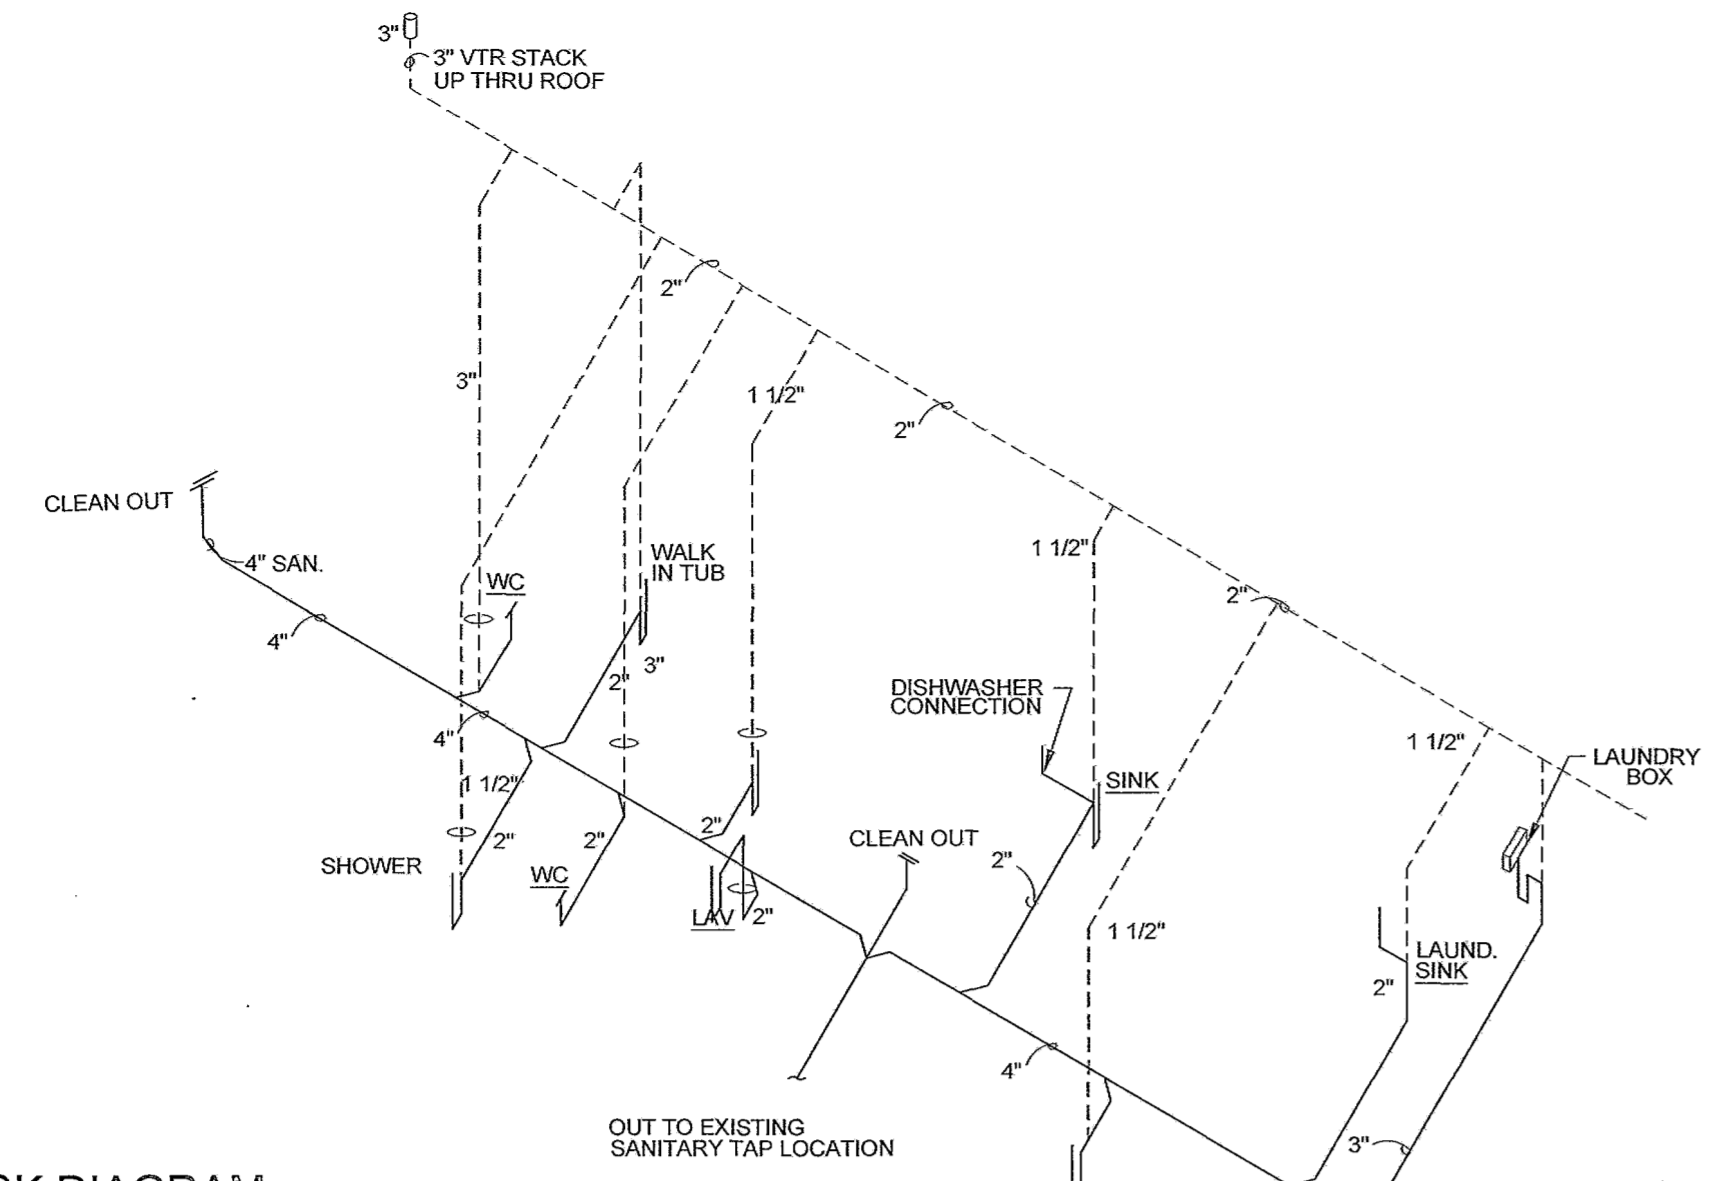 3"
3" VTR STACK
UP THRU ROOF
2"
3"
1 1/2"
2"
CLEAN OUT
4" SAN.
WC
WALK
IN TUB
1 1/2"
2"
4"
3"
2"
DISHWASHER
CONNECTION
4"
1 1/2"
LAUNDRY
BOX
1 1/2"
SINK
2"
2"
2"
CLEAN OUT
SHOWER
WC
2"
LAV
2"
1 1/2"
LAUND.
SINK
2"
4"
OUT TO EXISTING
SANITARY TAP LOCATION
3"
DIAGRAM